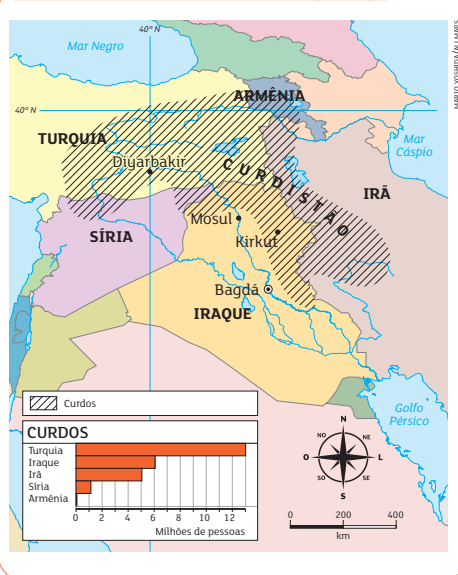 40º N
Mar Negro
ARMÊNIA
40º N
TURQUIA
Mar
Cáspio
Diyarbakir
CURDISTÃO
IRÃ
Mosul
SÍRIA
Kirkut
Bagdá
IRAQUE
Curdos
Golfo
Pérsico
CURDOS
Turquia
Iraque
Irã
Síria
Armênia
0 2 4 6 8 10 12
Milhões de pessoas
N
NO NE
O L
SO SE
S
0 200 400
km